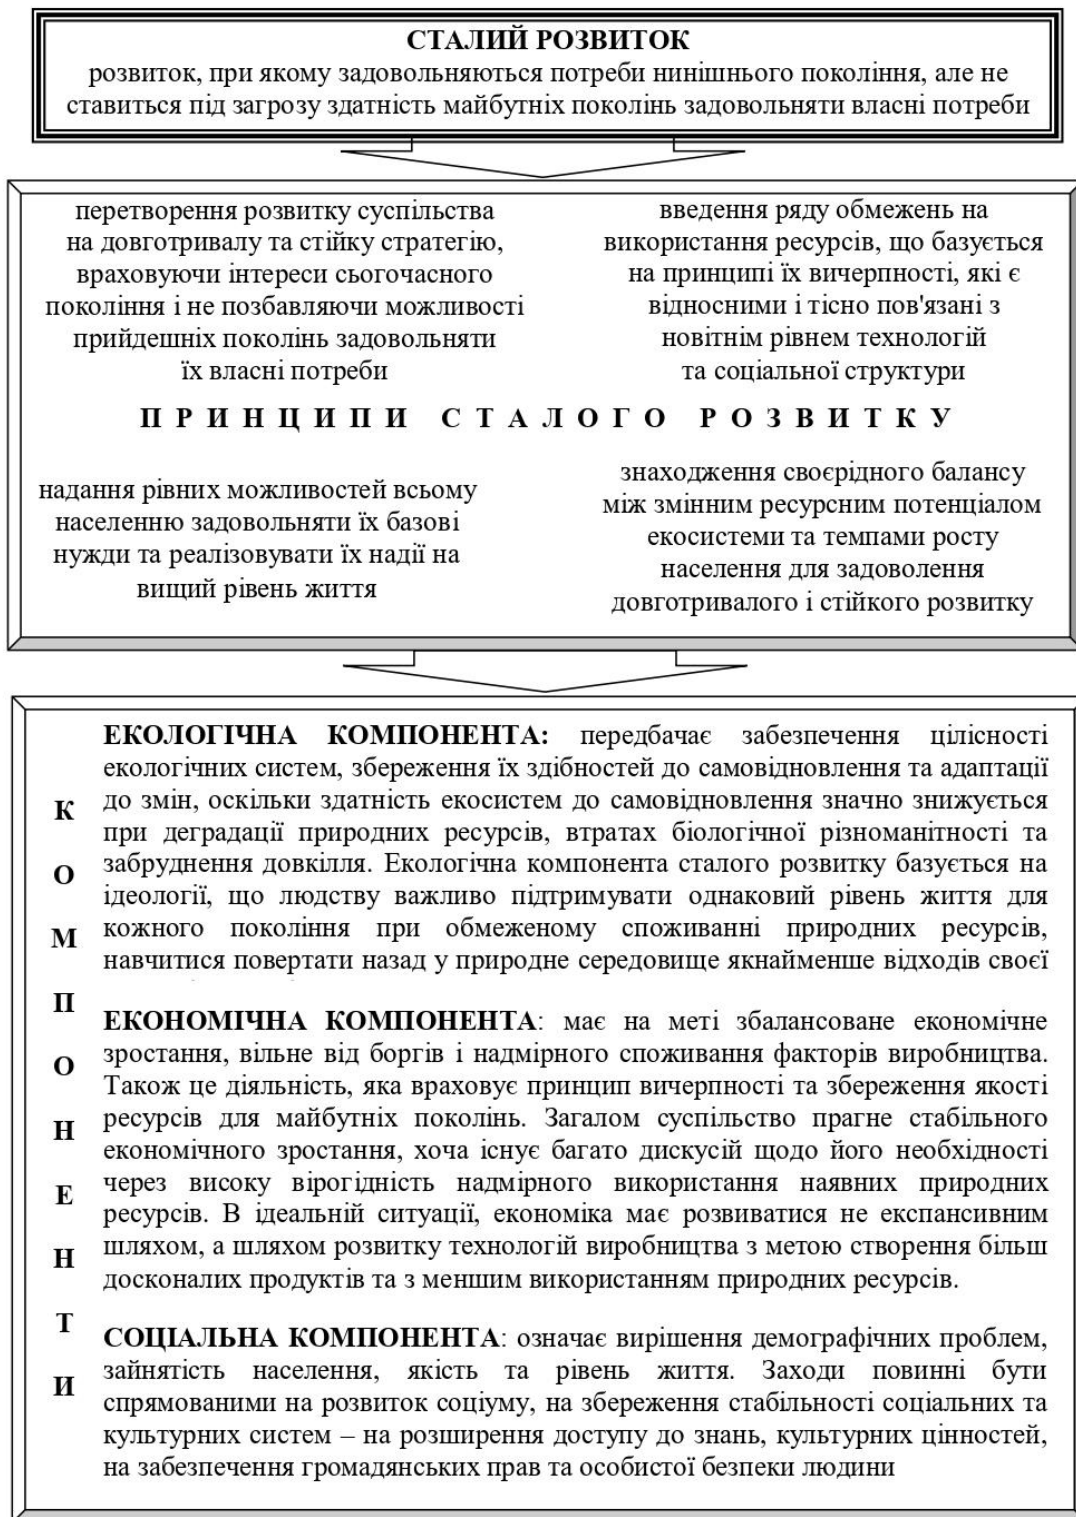 СТАЛИЙ РОЗВИТОК
розвиток, при якому задовольняються потреби нинішнього покоління, але не
ставиться під загрозу здатність майбутніх поколінь задовольняти власні потреби
перетворення розвитку суспільства
на довготривалу та стійку стратегію,
враховуючи інтереси сьогочасного
покоління і не позбавляючи можливості
прийдешніх поколінь задовольняти
їх власні потреби
введення ряду обмежень на
використання ресурсів, що базується
на принципі їх вичерпності, які є
відносними і тісно пов'язані з
новітнім рівнем технологій
та соціальної структури
ПРИНЦИПИ СТАЛОГО РОЗВИТКУ
надання рівних можливостей всьому
населенню задовольняти їх базові
нужди та реалізовувати їх надії на
вищий рівень життя
знаходження своєрідного балансу
між змінним ресурсним потенціалом
екосистеми та темпами росту
населення для задоволення
довготривалого і стійкого розвитку
КОМПОНЕНТИ
ЕКОЛОГІЧНА КОМПОНЕНТА: передбачає забезпечення цілісності
екологічних систем, збереження їх здібностей до самовідновлення та адаптації
до змін, оскільки здатність екосистем до самовідновлення значно знижується
при деградації природних ресурсів, втратах біологічної різноманітності та
забруднення довкілля. Екологічна компонента сталого розвитку базується на
ідеології, що людству важливо підтримувати однаковий рівень життя для
кожного покоління при обмеженому споживанні природних ресурсів,
навчитися повертати назад у природне середовище якнайменше відходів своєї
ЕКОНОМІЧНА КОМПОНЕНТА: має на меті збалансоване економічне
зростання, вільне від боргів і надмірного споживання факторів виробництва.
Також це діяльність, яка враховує принцип вичерпності та збереження якості
ресурсів для майбутніх поколінь. Загалом суспільство прагне стабільного
економічного зростання, хоча існує багато дискусій щодо його необхідності
через високу вірогідність надмірного використання наявних природних
ресурсів. В ідеальній ситуації, економіка має розвиватися не експансивним
шляхом, а шляхом розвитку технологій виробництва з метою створення більш
досконалих продуктів та з меншим використанням природних ресурсів.
СОЦІАЛЬНА КОМПОНЕНТА: означає вирішення демографічних проблем,
зайнятість населення, якість та рівень життя. Заходи повинні бути
спрямованими на розвиток соціуму, на збереження стабільності соціальних та
культурних систем – на розширення доступу до знань, культурних цінностей,
на забезпечення громадянських прав та особистої безпеки людини